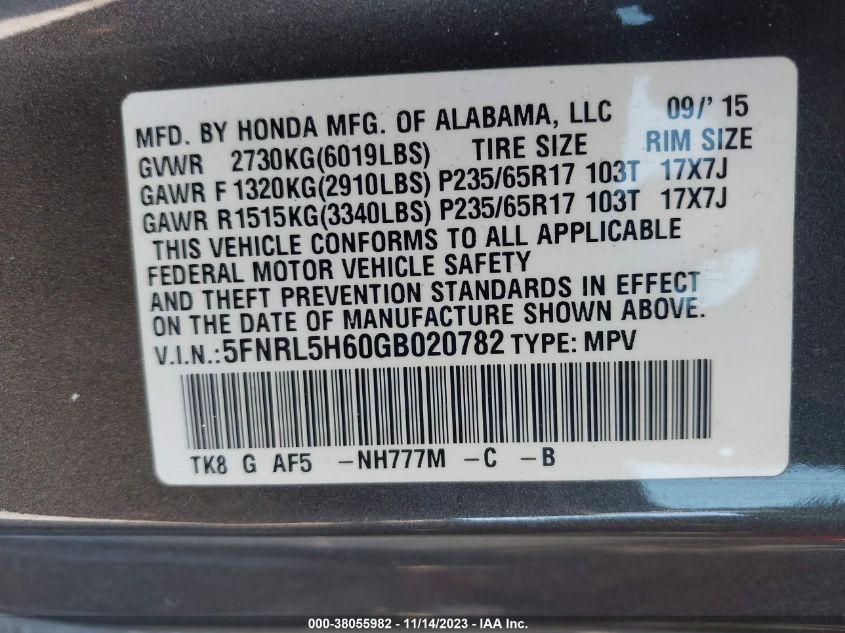 MFD. BY HONDA MFG. OF ALABAMA, LLC 09/' 15
GVWR 2730KG(6019LBS) TIRE SIZE RIM SIZE
GAWR F 1320KG(2910LBS) P235/65R17 103T 17X7J
GAWR R1515KG(3340LBS) P235/65R17 103T 17X7J
THIS VEHICLE CONFORMS TO ALL APPLICABLE
FEDERAL MOTOR VEHICLE SAFETY
AND THEFT PREVENTION STANDARDS IN EFFECT
ON THE DATE OF MANUFACTURE SHOWN ABOVE.
V.I.N.:5FNRL5H60GB020782 TYPE: MPV
TK8 G AF5 -NH777M -C -B
000-38055982 - 11/14/2023 - IAA Inc.